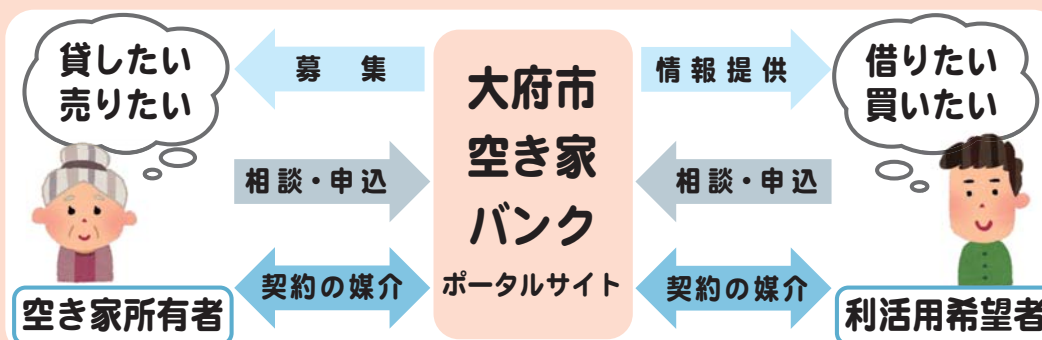 貸したい
売りたい
募集
大府市
空き家
バンク
ポータルサイト
情報提供
借りたい
買いたい
相談・申込
相談・申込
契約の媒介
契約の媒介
空き家所有者
利活用希望者